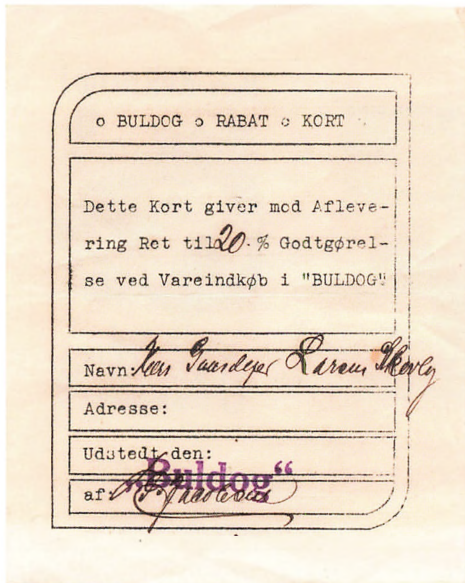 o BULDOG o RABAT o KORT
Dette Kort giver mod Afleve-
ring Ret til 20.% Godtgørel-
se ved Vareindkøb i "BULDOG"
Navn: Herr Gaardejer Larsen
Adresse:
Udstedt den:
„Buldog“
af: